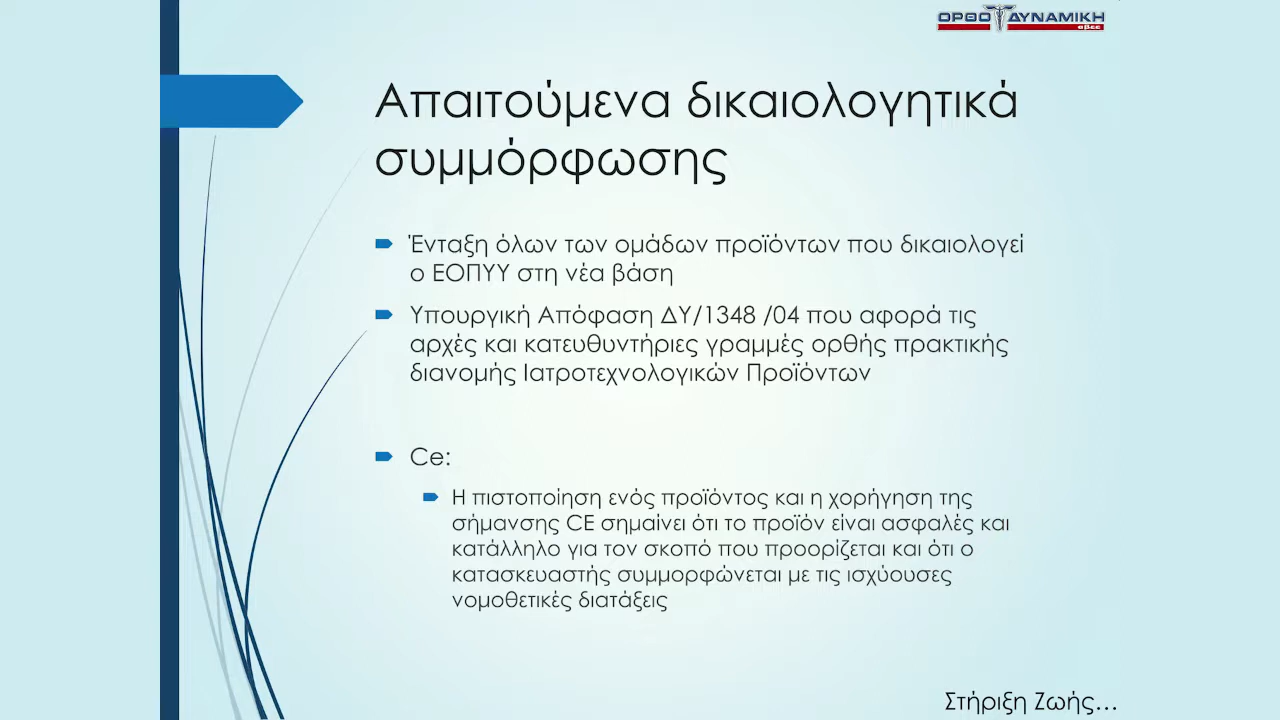 ΟΡΘΟ ΔΥΝΑΜΙΚΗ
αβεε
Απαιτούμενα δικαιολογητικά
συμμόρφωσης
Ένταξη όλων των ομάδων προϊόντων που δικαιολογεί
ο ΕΟΠΥΥ στη νέα βάση
Υπουργική Απόφαση ΔΥ/1348 /04 που αφορά τις
αρχές και κατευθυντήριες γραμμές ορθής πρακτικής
διανομής Ιατροτεχνολογικών Προϊόντων
Ce:
Η πιστοποίηση ενός προϊόντος και η χορήγηση της
σήμανσης CE σημαίνει ότι το προϊόν είναι ασφαλές και
κατάλληλο για τον σκοπό που προορίζεται και ότι ο
κατασκευαστής συμμορφώνεται με τις ισχύουσες
νομοθετικές διατάξεις
Στήριξη Ζωής…